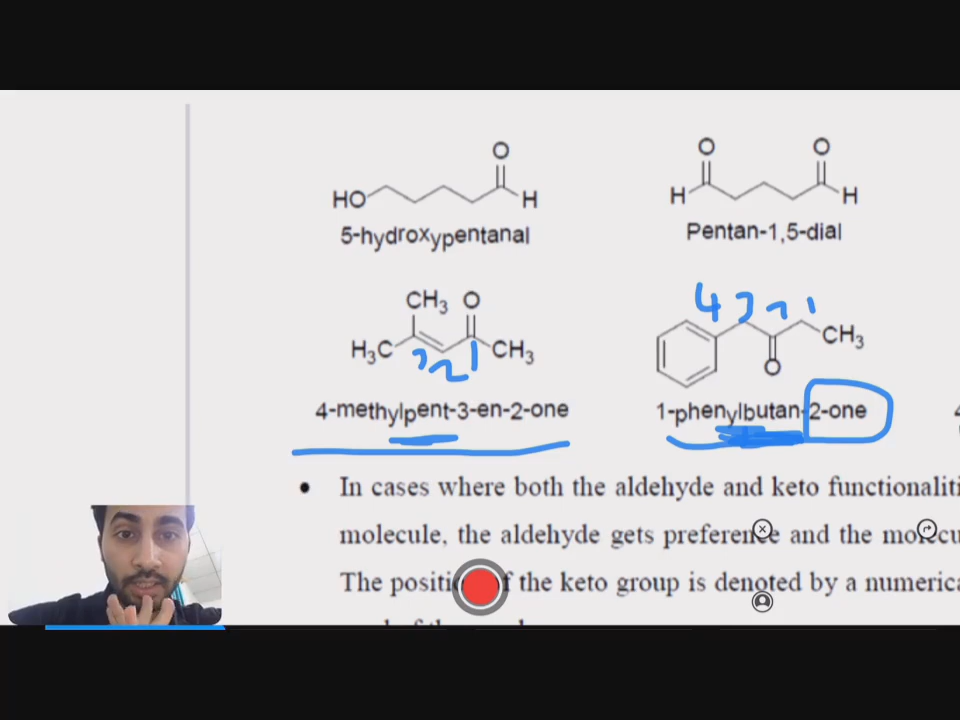 O O O
HO H H H
5-hydroxypentanal Pentan-1,5-dial
CH3 O 4 3 2 1
H3C CH3 CH3
2 1 O
4-methylpent-3-en-2-one 1-phenylbutan-2-one 4
• In cases where both the aldehyde and keto functionaliti
molecule, the aldehyde gets preference and the molecu
The positi f the keto group is denoted by a numerica